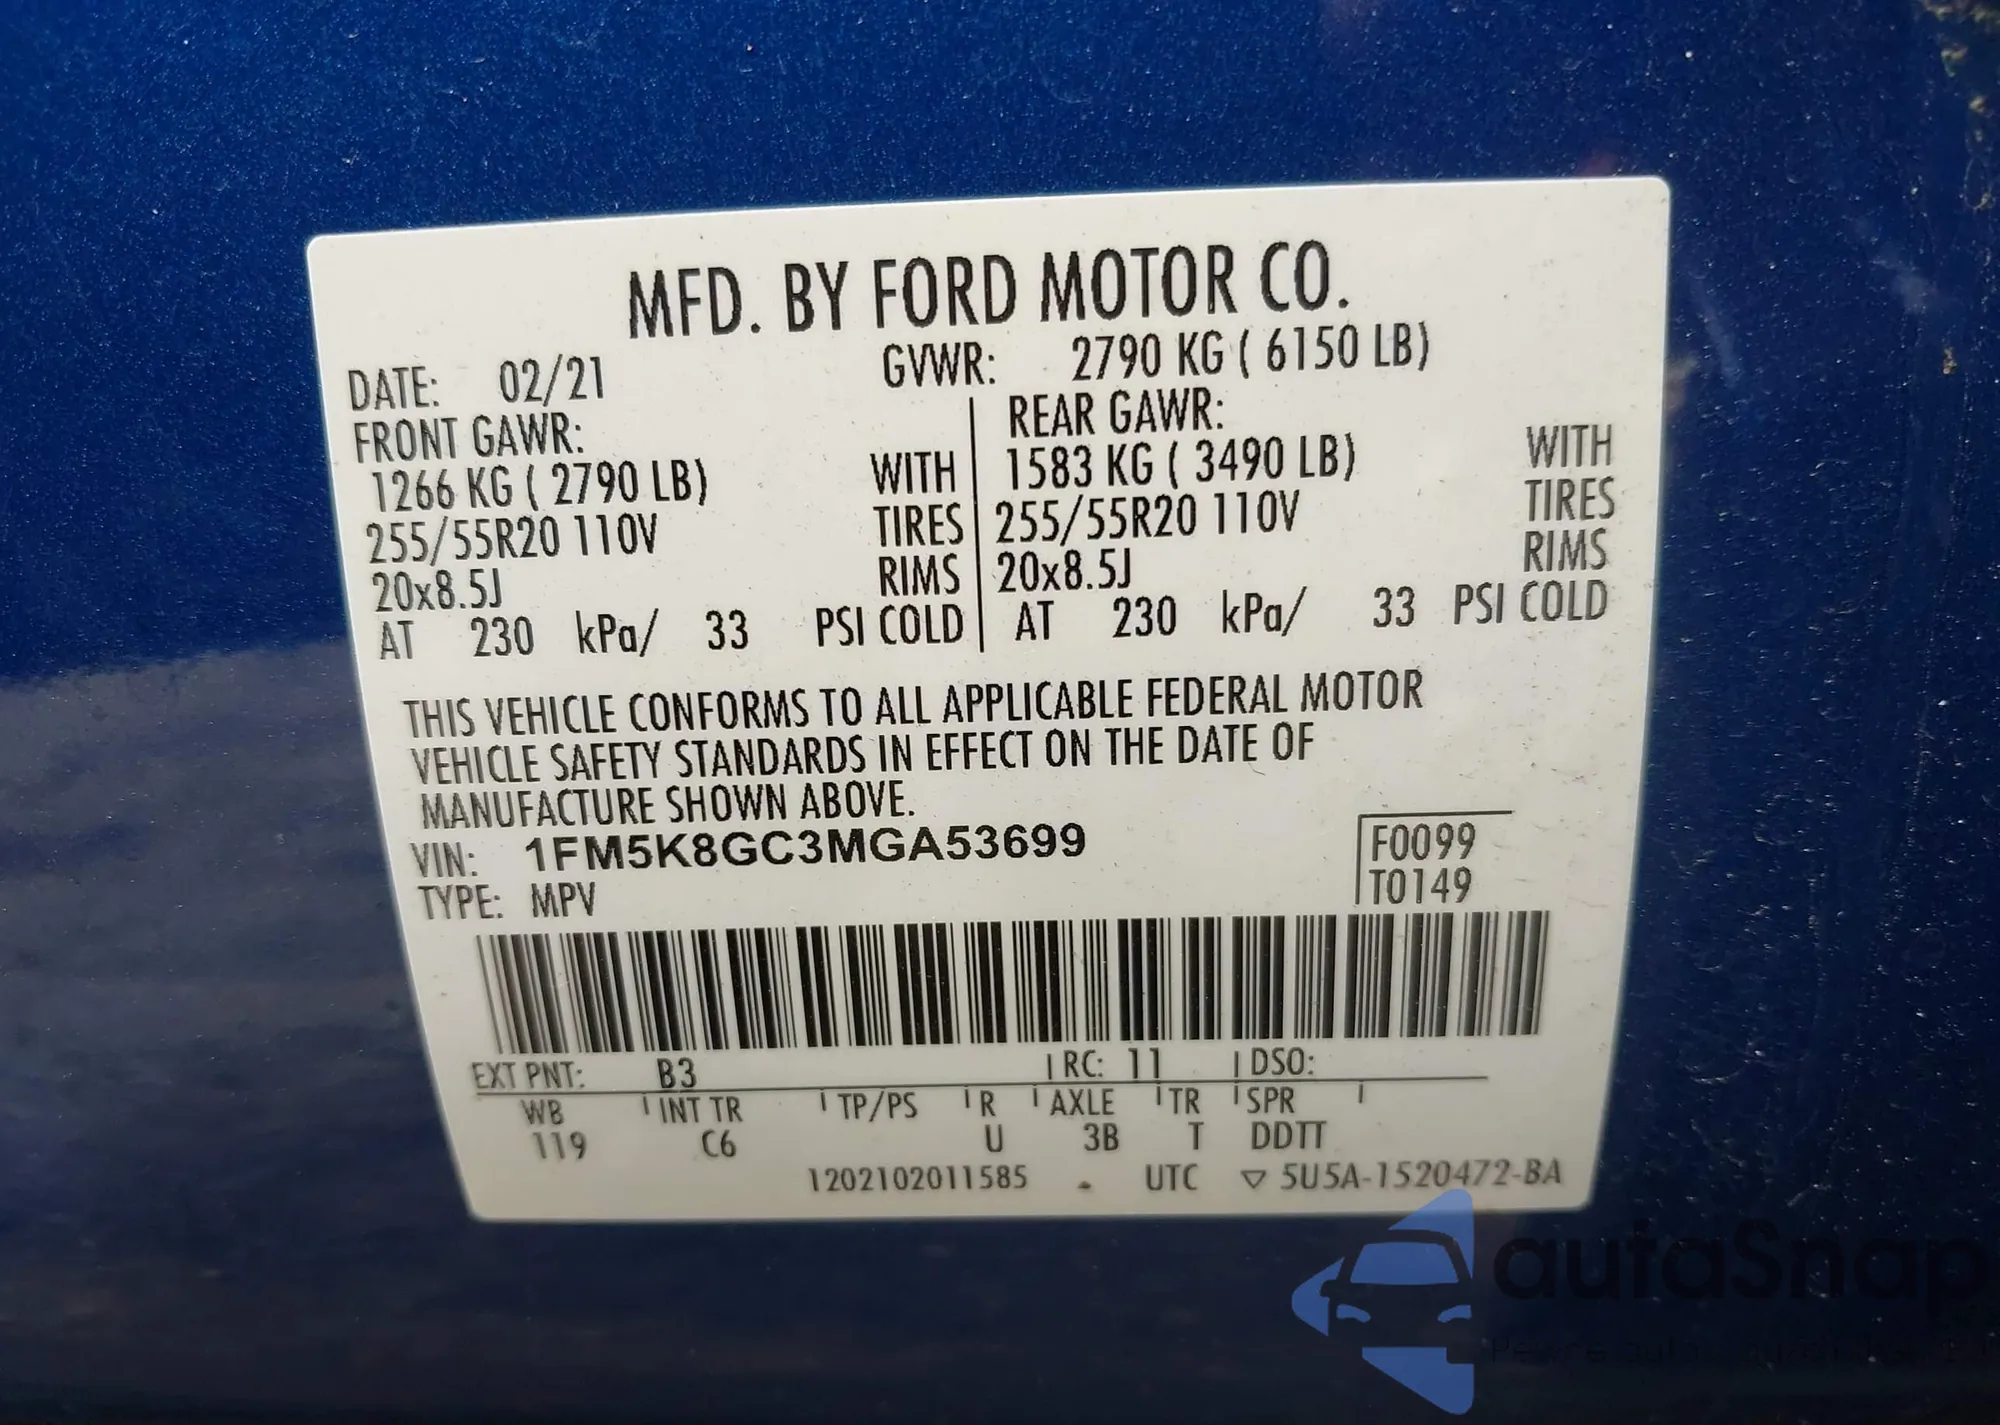 MFD. BY FORD MOTOR CO.
DATE: 02/21 GVWR: 2790 KG ( 6150 LB)
FRONT GAWR: REAR GAWR:
1266 KG ( 2790 LB) WITH 1583 KG ( 3490 LB) WITH
255/55R20 110V TIRES 255/55R20 110V TIRES
20x8.5J RIMS 20x8.5J RIMS
AT 230 kPa/ 33 PSI COLD AT 230 kPa/ 33 PSI COLD
THIS VEHICLE CONFORMS TO ALL APPLICABLE FEDERAL MOTOR
VEHICLE SAFETY STANDARDS IN EFFECT ON THE DATE OF
MANUFACTURE SHOWN ABOVE.
VIN: 1FM5K8GC3MGA53699 F0099
TYPE: MPV T0149
EXT PNT: B3 RC: 11 DSO:
WB INT TR TP/PS R AXLE TR SPR
119 C6 U 3B T DDTT
1202102011585 . UTC ▽ 5U5A-1520472-BA
autaSnap